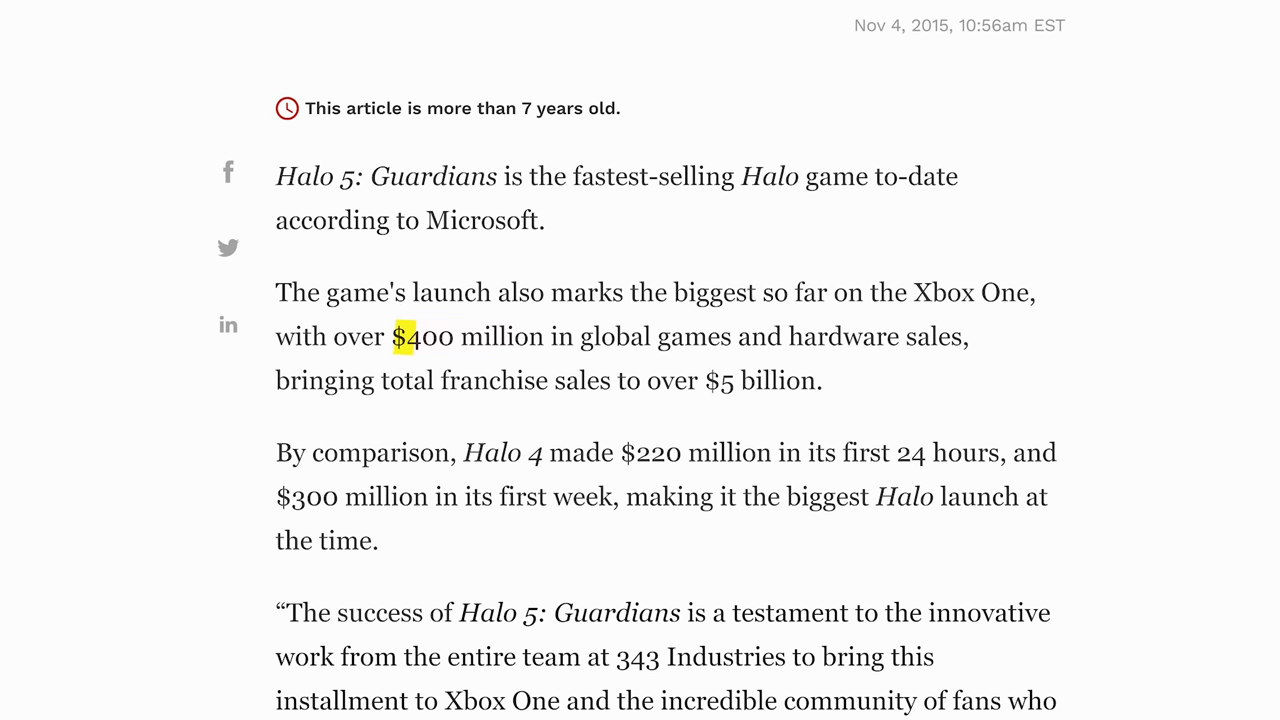 Nov 4, 2015, 10:56am EST
This article is more than 7 years old.
Halo 5: Guardians is the fastest-selling Halo game to-date
according to Microsoft.
The game's launch also marks the biggest so far on the Xbox One,
with over $400 million in global games and hardware sales,
bringing total franchise sales to over $5 billion.
By comparison, Halo 4 made $220 million in its first 24 hours, and
$300 million in its first week, making it the biggest Halo launch at
the time.
“The success of Halo 5: Guardians is a testament to the innovative
work from the entire team at 343 Industries to bring this
installment to Xbox One and the incredible community of fans who